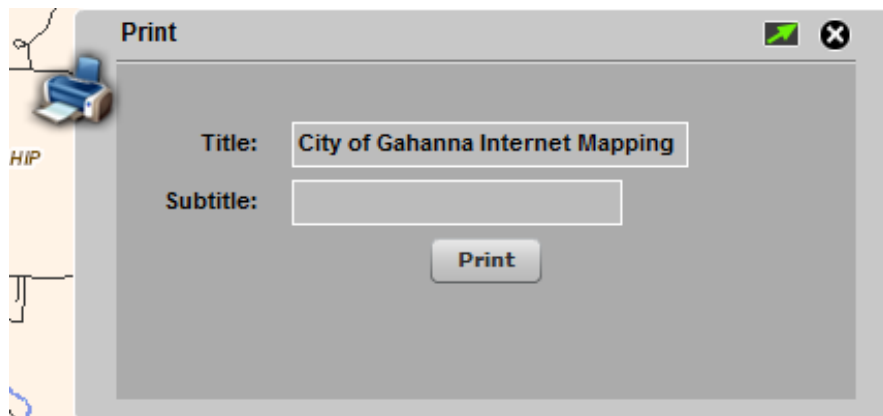 Print
HIP
Title: City of Gahanna Internet Mapping
Subtitle:
Print